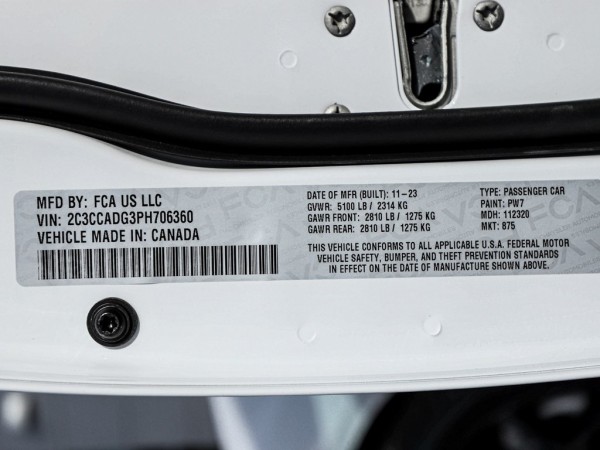 MFD BY: FCA US LLC
VIN: 2C3CCADG3PH706360
VEHICLE MADE IN: CANADA
DATE OF MFR (BUILT): 11-23
GVWR: 5100 LB / 2314 KG
GAWR FRONT: 2810 LB / 1275 KG
GAWR REAR: 2810 LB / 1275 KG
TYPE: PASSENGER CAR
PAINT: PW7
MDH: 112320
MKT: 875
THIS VEHICLE CONFORMS TO ALL APPLICABLE U.S.A. FEDERAL MOTOR
VEHICLE SAFETY, BUMPER, AND THEFT PREVENTION STANDARDS
IN EFFECT ON THE DATE OF MANUFACTURE SHOWN ABOVE.